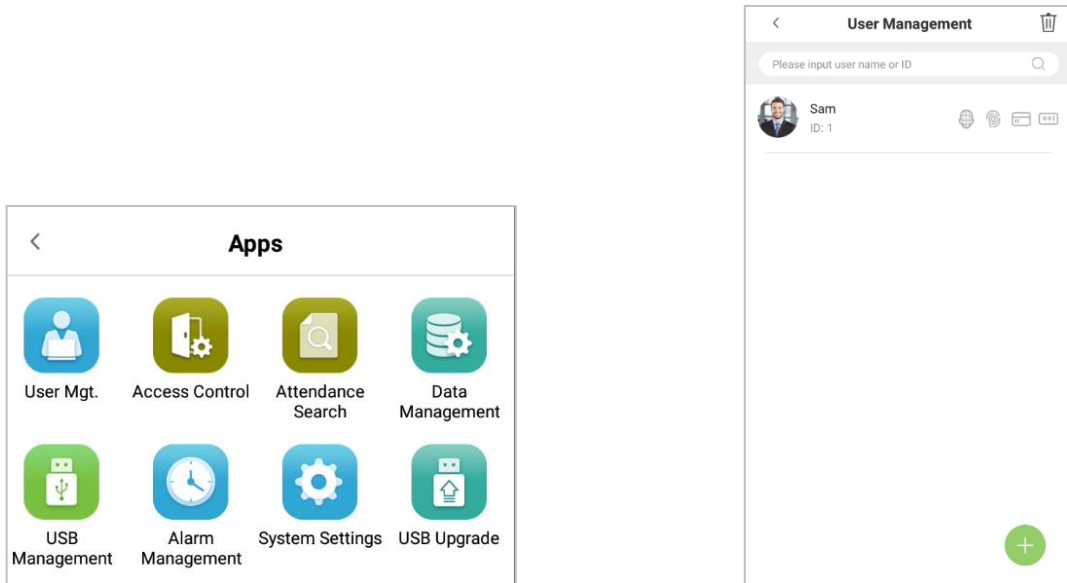 Apps
User Mgt.
Access Control
Attendance
Search
Data
Management
USB
Management
Alarm
Management
System Settings
USB Upgrade
User Management
Please input user name or ID
Sam
ID: 1